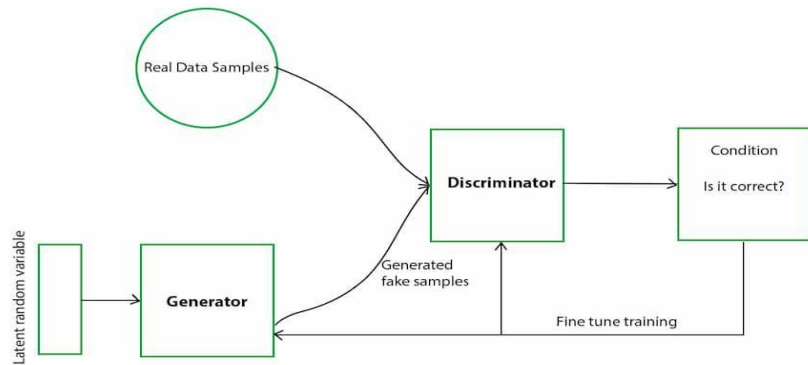 Real Data Samples
Condition
Discriminator
Is it correct?
Latent random variable
Generator
Generated
fake samples
Fine tune training